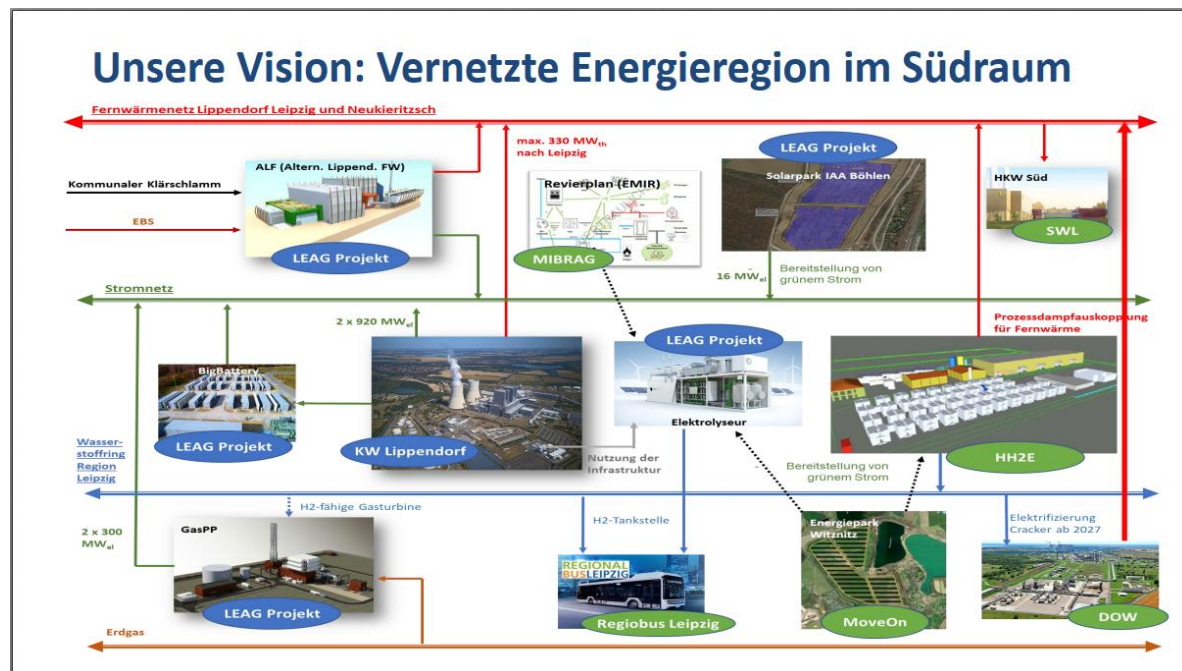 Unsere Vision: Vernetzte Energieregion im Südraum
Fernwärmenetz Lippendorf Leipzig und Neukieritzsch
ALF (Altern. Lippend. FW)
Kommunaler Klärschlamm
EBS
LEAG Projekt
max. 330 MWth
nach Leipzig
Revierplan (EMIR)
MIBRAG
LEAG Projekt
Solarpark IAA Böhlen
HKW Süd
SWL
16 MWel
Bereitstellung von
grünem Strom
Stromnetz
2 x 920 MWel
BigBattery
LEAG Projekt
KW Lippendorf
LEAG Projekt
Elektrolyseur
Nutzung der
Infrastruktur
Prozessdampfauskopplung
für Fernwärme
HH2E
Bereitstellung von
grünem Strom
Wasser-
stoffring
Region
Leipzig
H2-fähige Gasturbine
2 x 300
MWel
GasPP
LEAG Projekt
H2-Tankstelle
REGIONAL
BUSLEIPZIG
Regiobus Leipzig
Energiepark
Witznitz
MoveOn
Elektrifizierung
Cracker ab 2027
DOW
Erdgas